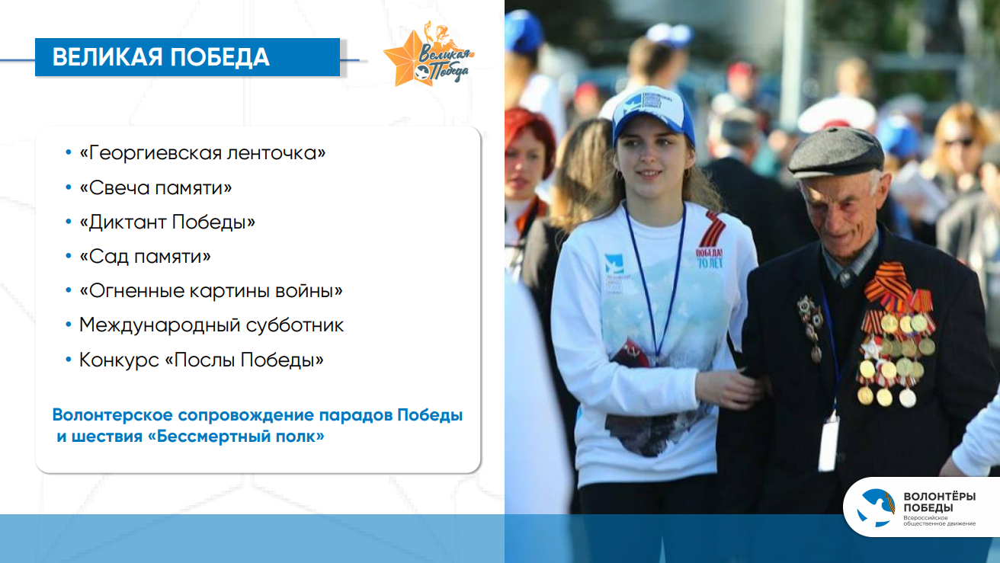 ВЕЛИКАЯ ПОБЕДА
Великая
Победа
• «Георгиевская ленточка»
• «Свеча памяти»
• «Диктант Победы»
• «Сад памяти»
• «Огненные картины войны»
• Международный субботник
• Конкурс «Послы Победы»
Волонтерское сопровождение парадов Победы
и шествия «Бессмертный полк»
ПОБЕДА!
70 ЛЕТ
ВОЛОНТЁРЫ
ПОБЕДЫ
Всероссийское
общественное движение